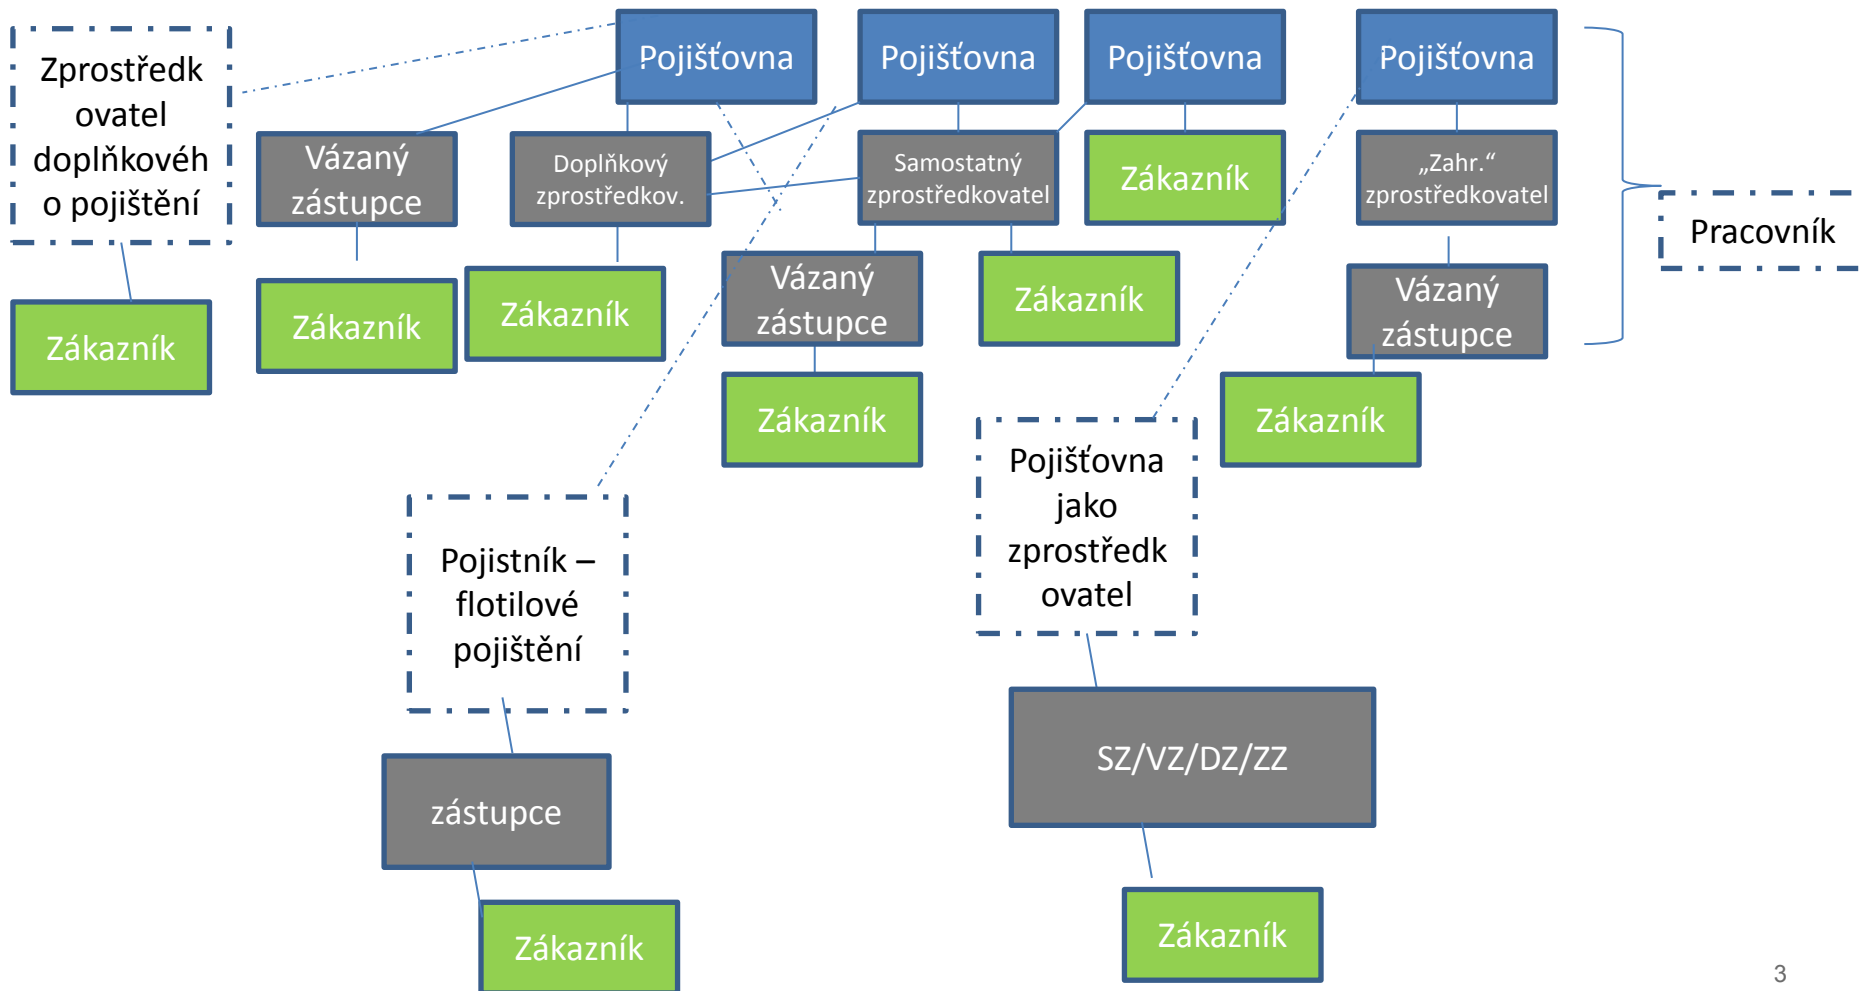 Zprostředk
ovatel
doplňkovéh
o pojištění
Pojišťovna
Pojišťovna
Pojišťovna
Pojišťovna
Vázaný
zástupce
Doplňkový
zprostředkov.
Samostatný
zprostředkovatel
Zákazník
„Zahr.“
zprostředkovatel
Pracovník
Zákazník
Zákazník
Zákazník
Vázaný
zástupce
Zákazník
Vázaný
zástupce
Zákazník
Zákazník
Pojistník –
flotilové
pojištění
Pojišťovna
jako
zprostředk
ovatel
zástupce
SZ/VZ/DZ/ZZ
Zákazník
Zákazník
3